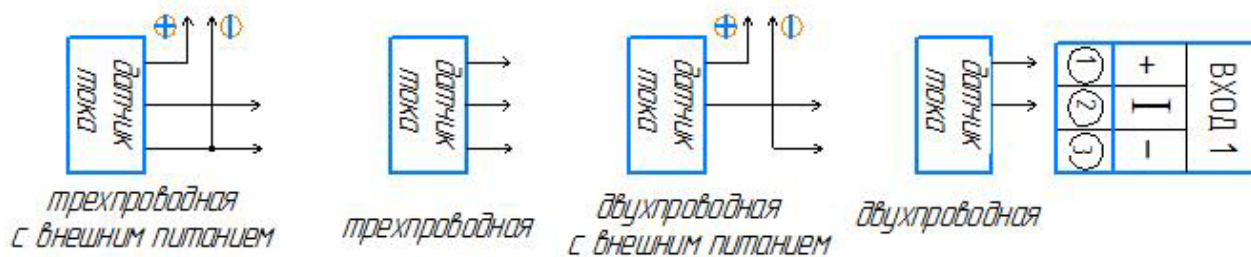 датчик
тока
трехпроводная
с внешним питанием
датчик
тока
трехпроводная
датчик
тока
двухпроводная
с внешним питанием
датчик
тока
двухпроводная
1 +
2 I
3 -
ВХОД 1